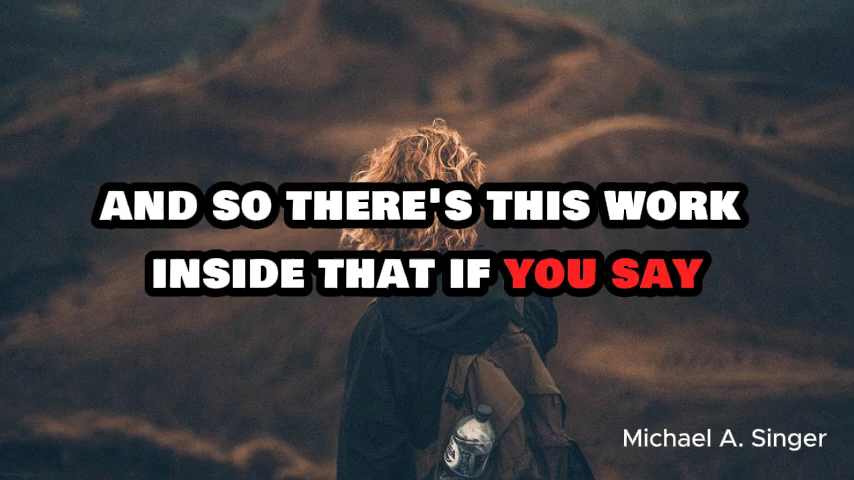 AND SO THERE'S THIS WORK
INSIDE THAT IF YOU SAY
Michael A. Singer